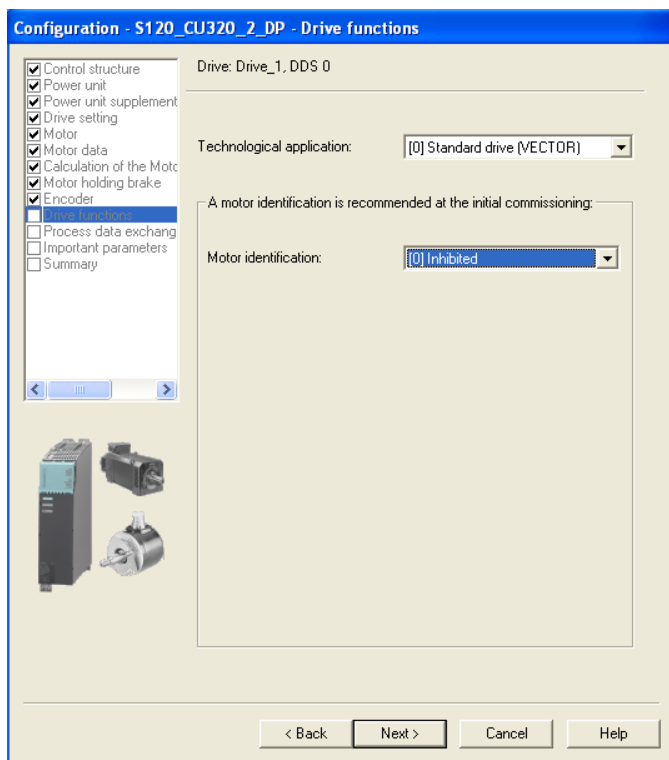 Configuration - S120_CU320_2_DP - Drive functions
Control structure
Power unit
Power unit supplement
Drive setting
Motor
Motor data
Calculation of the Motc
Motor holding brake
Encoder
Drive functions
Process data exchang
Important parameters
Summary
Drive: Drive_1, DDS 0
Technological application:
[0] Standard drive (VECTOR)
A motor identification is recommended at the initial commissioning:
Motor identification:
[0] Inhibited
< Back
Next >
Cancel
Help